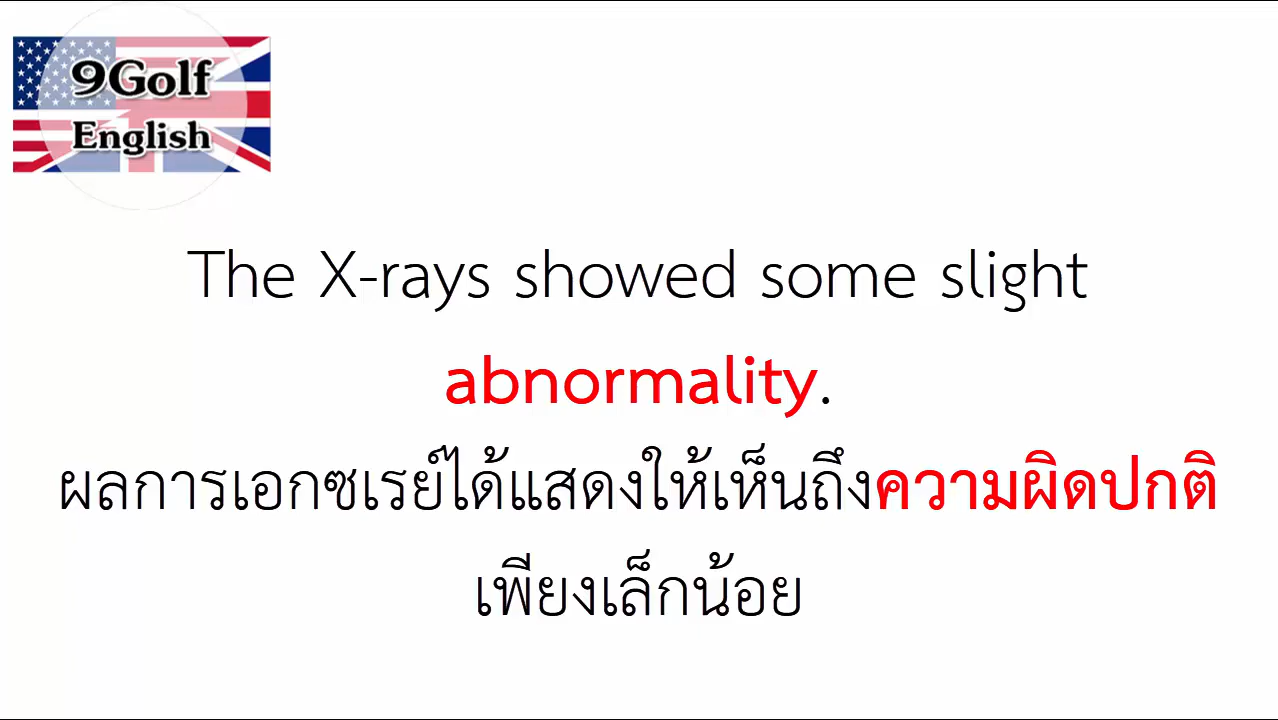 9Golf
English
The X-rays showed some slight
abnormality.
ผลการเอกซเรย์ได้แสดงให้เห็นถึงความผิดปกติ
เพียงเล็กน้อย